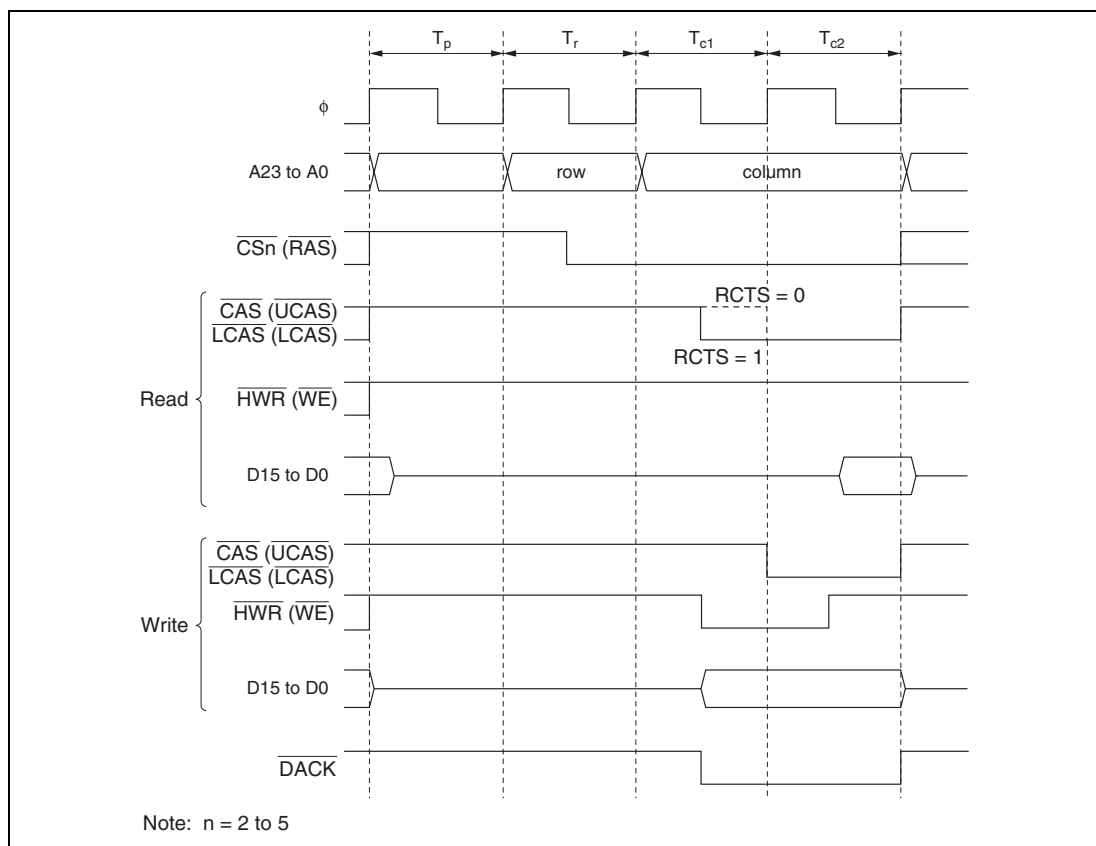 Tp Tr Tc1 Tc2
ϕ
A23 to A0 row column
CSn (RAS)
CAS (UCAS) RCTS = 0
LCAS (LCAS)
RCTS = 1
Read
HWR (WE)
D15 to D0
CAS (UCAS)
LCAS (LCAS)
HWR (WE)
Write
D15 to D0
DACK
Note: n = 2 to 5